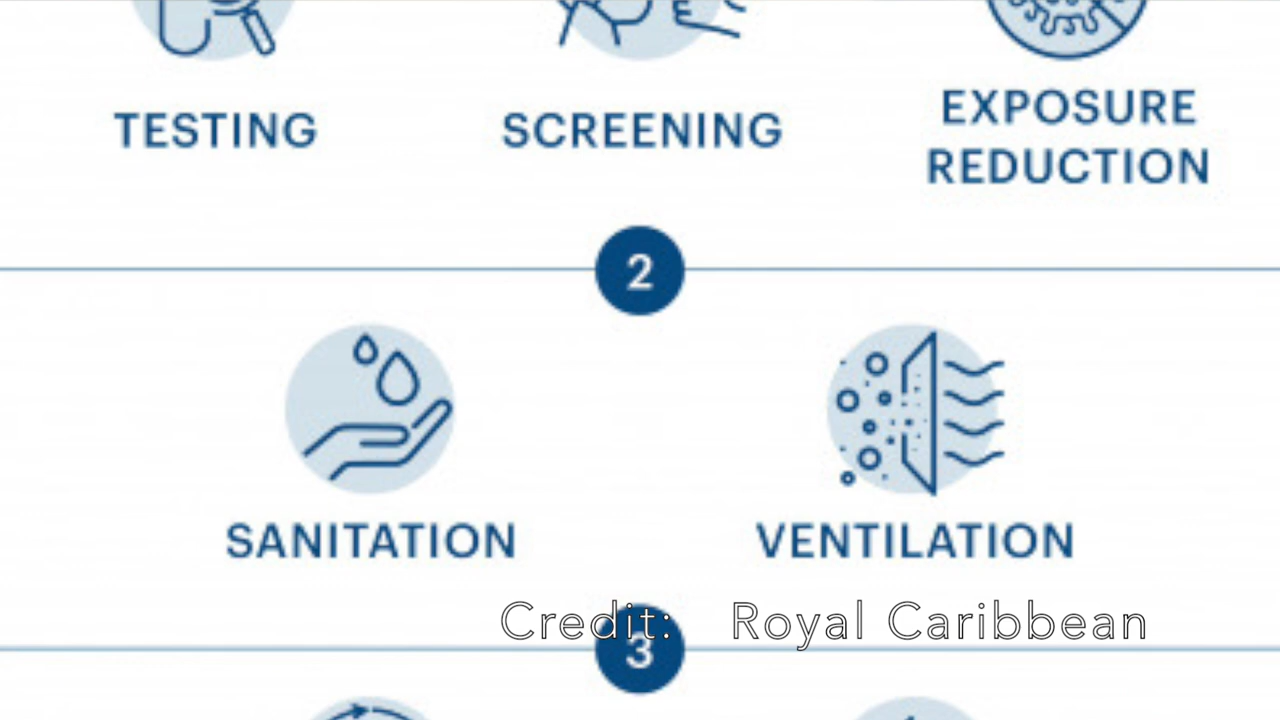 TESTING
SCREENING
EXPOSURE
REDUCTION
2
SANITATION
VENTILATION
Credit: Royal Caribbean
3